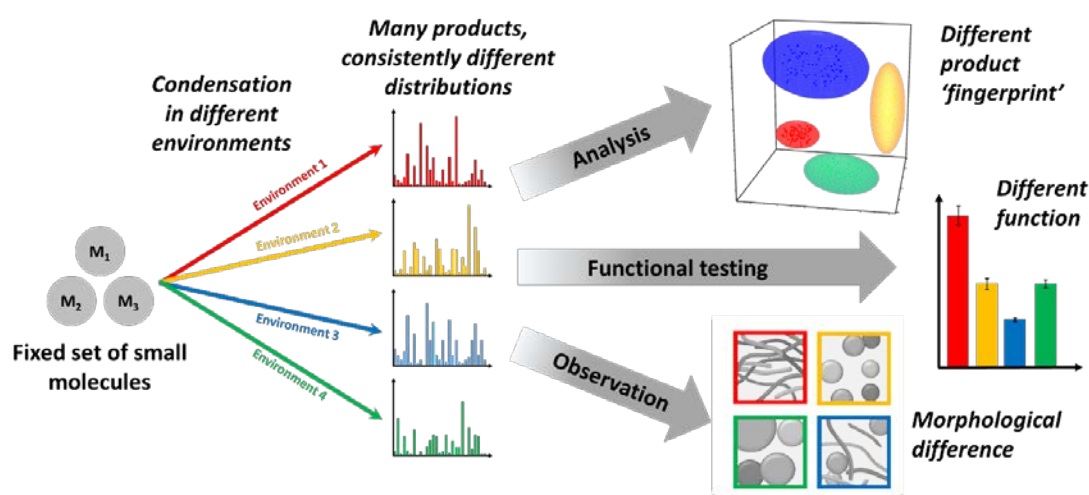 Many products,
consistently different
distributions
Condensation
in different
environments
Environment 1
Environment 2
Environment 3
Environment 4
M1
M2
M3
Fixed set of small
molecules
Analysis
Functional testing
Observation
Different
product
‘fingerprint’
Different
function
Morphological
difference